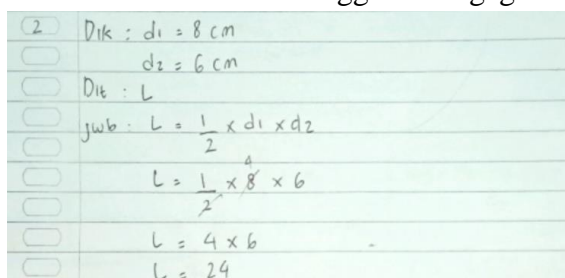 2 Dik : d1 = 8 cm
d2 = 6 cm
Dit : L
jwb : L = 1/2 x d1 x d2
4
L = 1/2 x 8 x 6
L = 4 x 6
L = 24